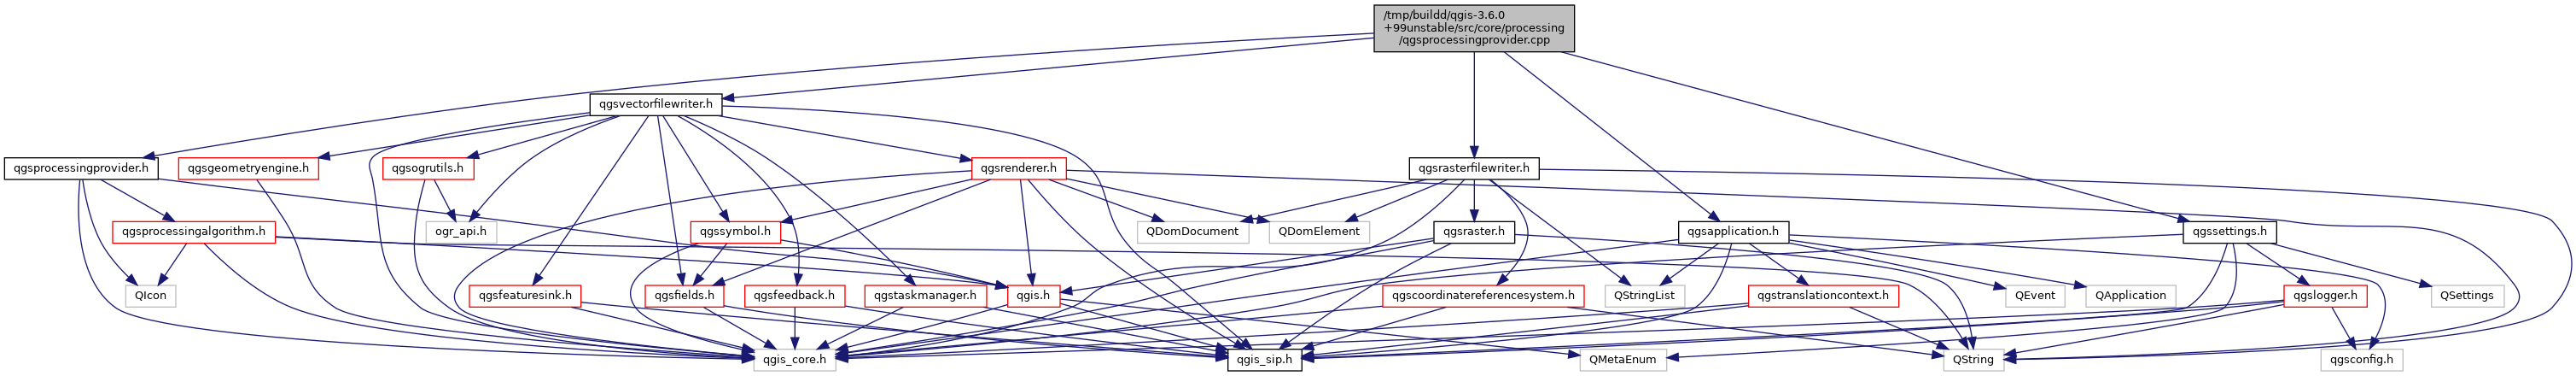 /tmp/buildd/qgis-3.6.0
+99unstable/src/core/processing
/qgsprocessingprovider.cpp
qgsvectorfilewriter.h
qgsprocessingprovider.h
qgsgeometryengine.h
qgsogrutils.h
qgsrenderer.h
qgsrasterfilewriter.h
qgsprocessingalgorithm.h
ogr_api.h
qgssymbol.h
QDomDocument
QDomElement
qgsraster.h
qgsapplication.h
qgssettings.h
QIcon
qgsfeaturesink.h
qgsfields.h
qgsfeedback.h
qgstaskmanager.h
qgis.h
qgscoordinatereferencesystem.h
QStringList
qgstranslationcontext.h
QEvent
QApplication
qgslogger.h
QSettings
qgis_core.h
qgis_sip.h
QMetaEnum
QString
qgsconfig.h